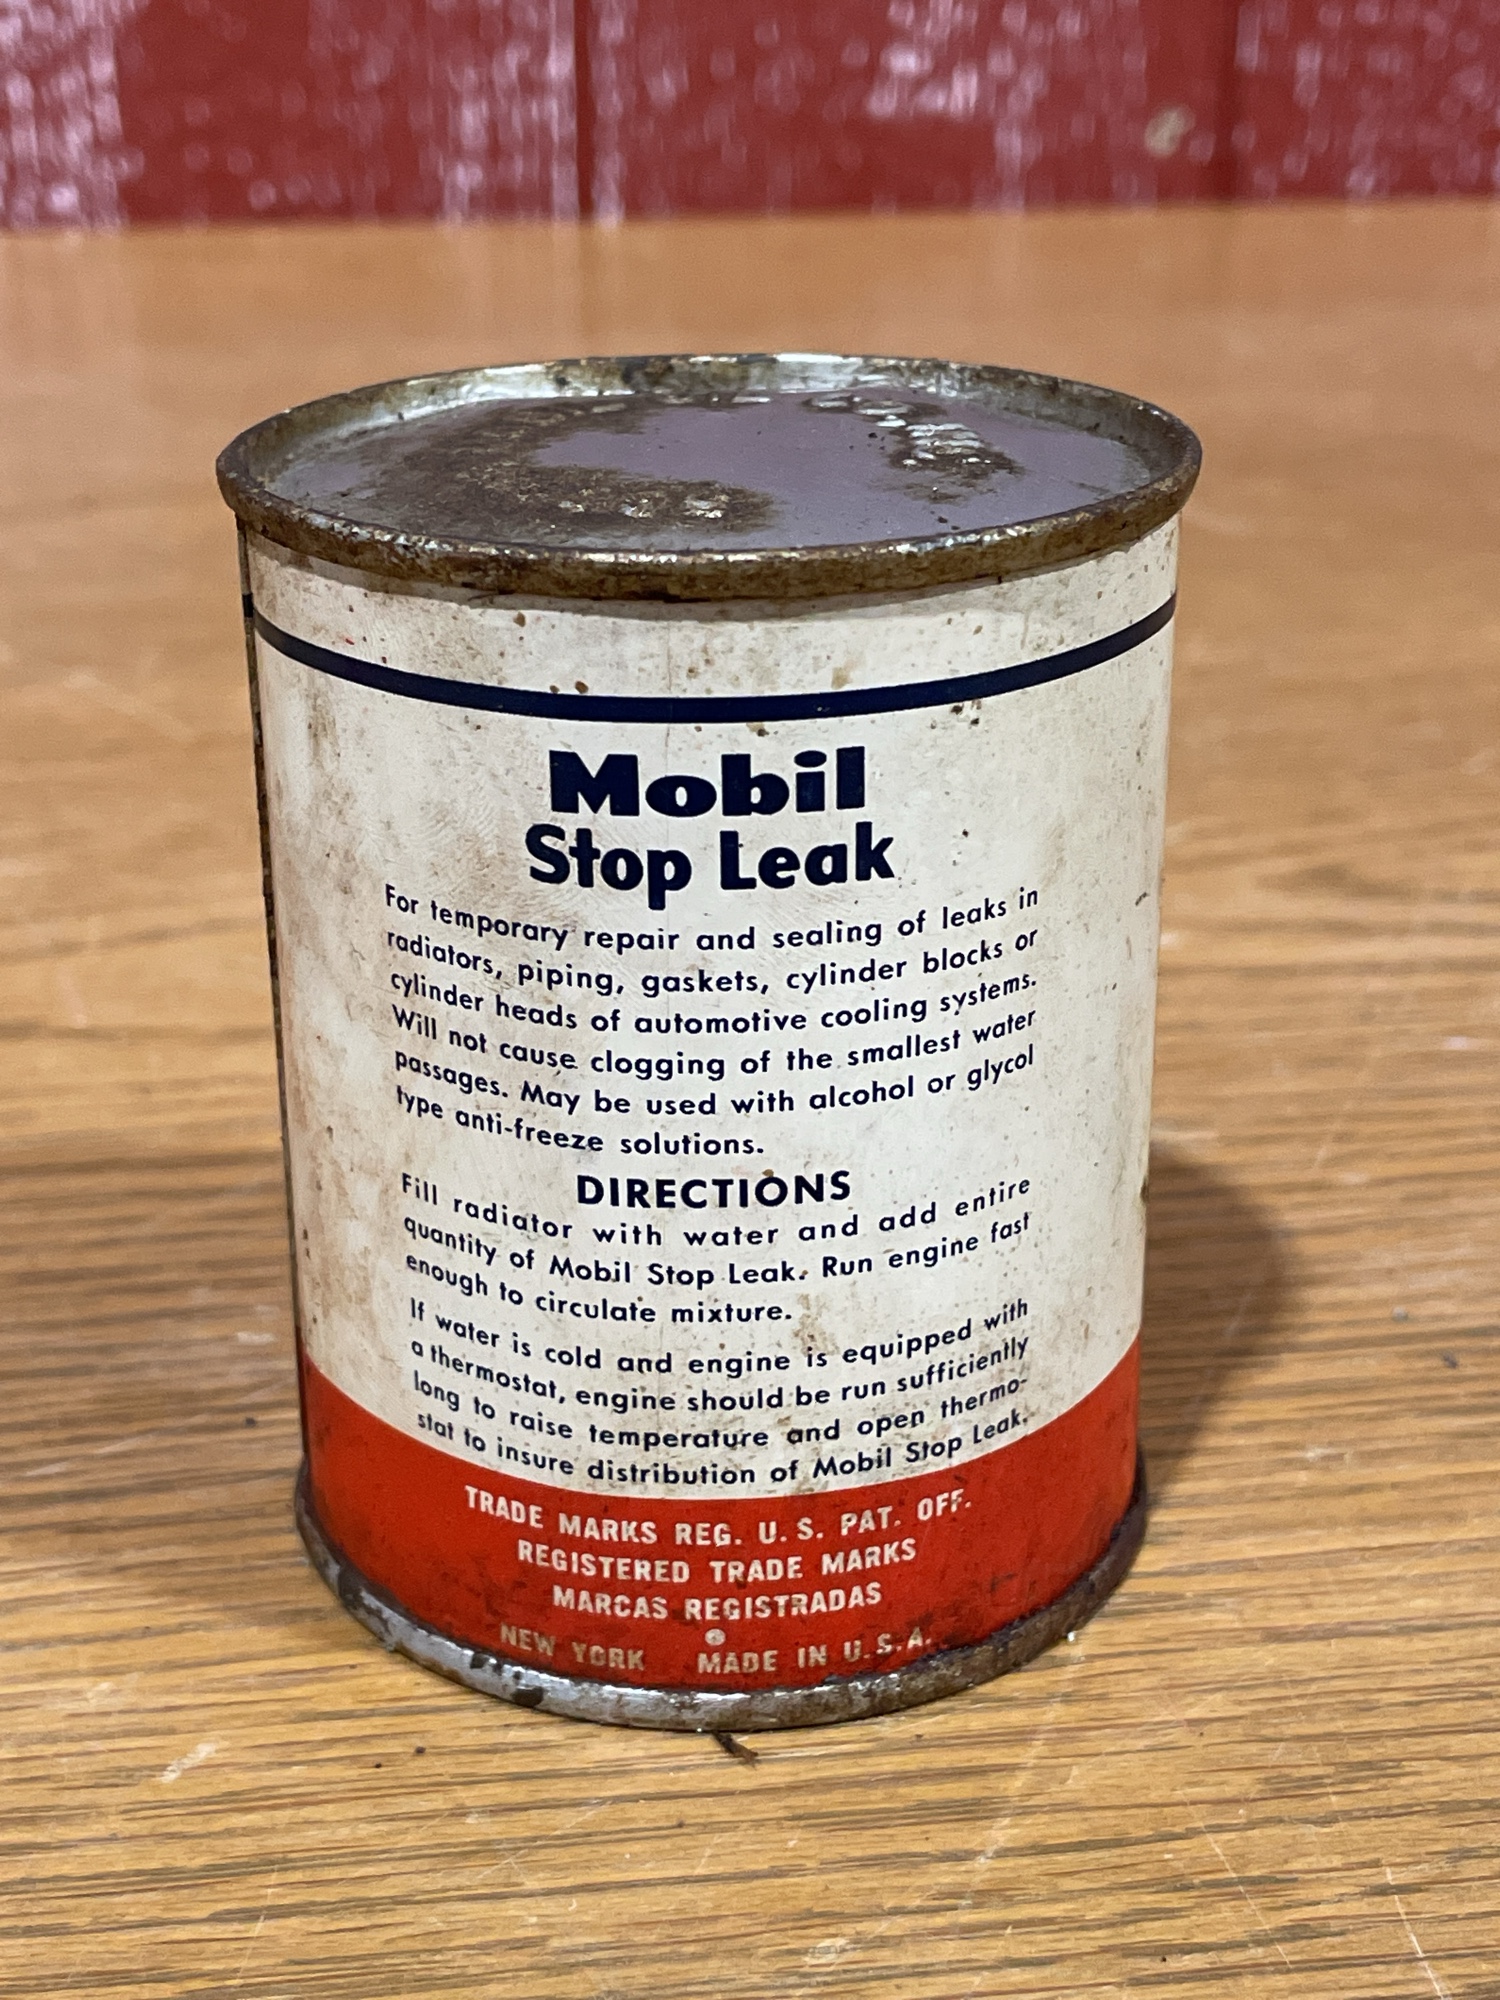 Mobil
Stop Leak
For temporary repair and sealing of leaks in
radiators, piping, gaskets, cylinder blocks or
cylinder heads of automotive cooling systems.
Will not cause clogging of the smallest water
passages. May be used with alcohol or glycol
type anti-freeze solutions.
DIRECTIONS
Fill radiator with water and add entire
quantity of Mobil Stop Leak. Run engine fast
enough to circulate mixture.
If water is cold and engine is equipped with
a thermostat, engine should be run sufficiently
long to raise temperature and open thermo-
stat to insure distribution of Mobil Stop Leak.
TRADE MARKS REG. U. S. PAT. OFF.
REGISTERED TRADE MARKS
MARCAS REGISTRADAS
NEW YORK MADE IN U.S.A.